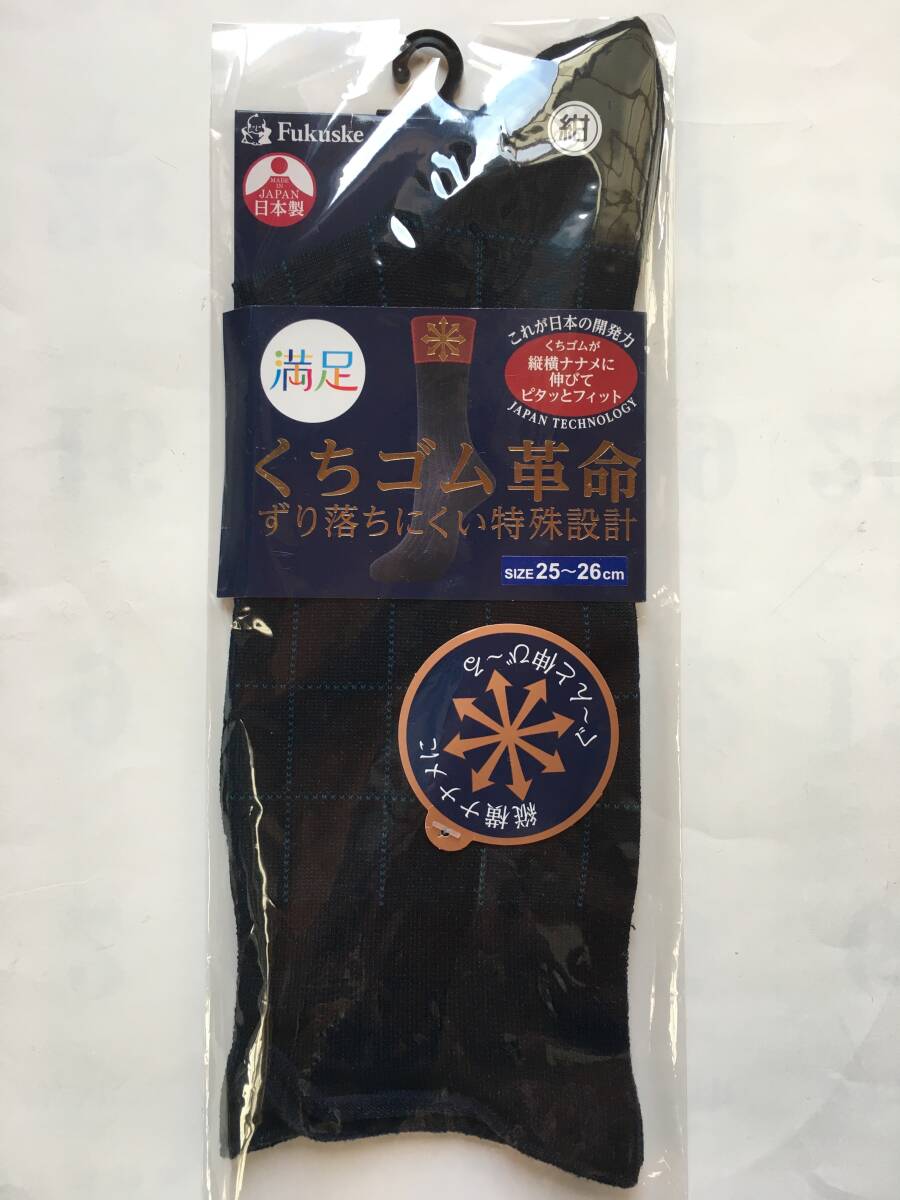 Fukuske
紺
MADE
IN
JAPAN
日本製
満足
これが日本の開発力
くちゴムが
縦横ナナメに
伸びて
ピタッとフィット
JAPAN TECHNOLOGY
くちゴム革命
ずり落ちにくい特殊設計
SIZE 25〜26cm
縦横ナナメに
ぐ〜んと伸び〜る